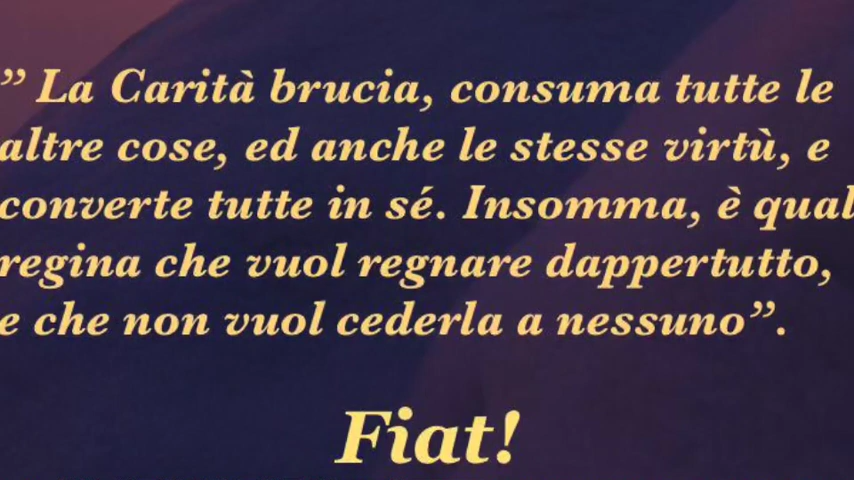 ” La Carità brucia, consuma tutte le
altre cose, ed anche le stesse virtù, e
converte tutte in sé. Insomma, è qual
regina che vuol regnare dappertutto,
e che non vuol cederla a nessuno”.
Fiat!